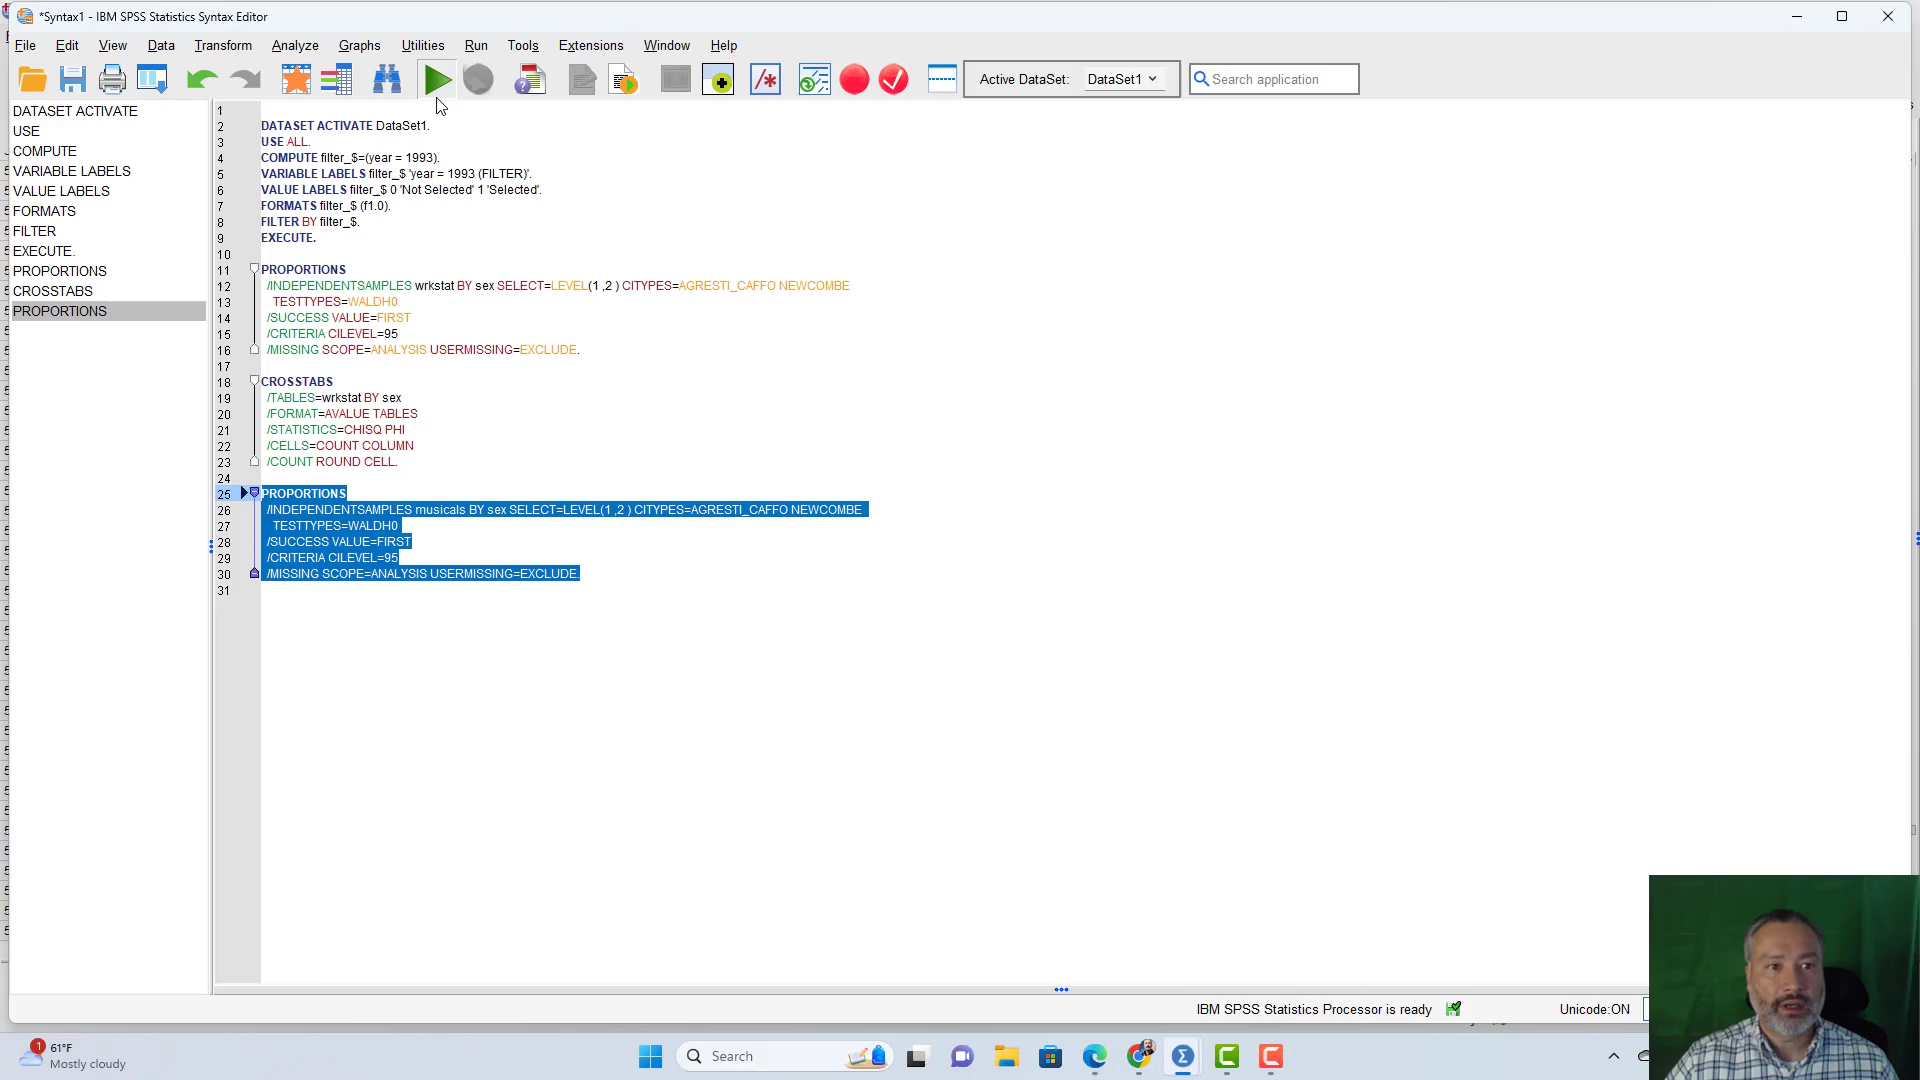 *Syntax1 - IBM SPSS Statistics Syntax Editor
File Edit View Data Transform Analyze Graphs Utilities Run Tools Extensions Window Help
Active DataSet: DataSet1 Search application
DATASET ACTIVATE
USE
COMPUTE
VARIABLE LABELS
VALUE LABELS
FORMATS
FILTER
EXECUTE.
PROPORTIONS
CROSSTABS
PROPORTIONS
1
2 DATASET ACTIVATE DataSet1.
3 USE ALL.
4 COMPUTE filter_$=(year = 1993).
5 VARIABLE LABELS filter_$ 'year = 1993 (FILTER)'.
6 VALUE LABELS filter_$ 0 'Not Selected' 1 'Selected'.
7 FORMATS filter_$ (f1.0).
8 FILTER BY filter_$.
9 EXECUTE.
10
11 PROPORTIONS
12 /INDEPENDENTSAMPLES wrkstat BY sex SELECT=LEVEL(1 ,2 ) CITYPES=AGRESTI_CAFFO NEWCOMBE
13 TESTTYPES=WALDH0
14 /SUCCESS VALUE=FIRST
15 /CRITERIA CILEVEL=95
16 /MISSING SCOPE=ANALYSIS USERMISSING=EXCLUDE.
17
18 CROSSTABS
19 /TABLES=wrkstat BY sex
20 /FORMAT=AVALUE TABLES
21 /STATISTICS=CHISQ PHI
22 /CELLS=COUNT COLUMN
23 /COUNT ROUND CELL.
24
25 PROPORTIONS
26 /INDEPENDENTSAMPLES musicals BY sex SELECT=LEVEL(1 ,2 ) CITYPES=AGRESTI_CAFFO NEWCOMBE
27 TESTTYPES=WALDH0
28 /SUCCESS VALUE=FIRST
29 /CRITERIA CILEVEL=95
30 /MISSING SCOPE=ANALYSIS USERMISSING=EXCLUDE.
31
IBM SPSS Statistics Processor is ready Unicode:ON
1 61°F
Mostly cloudy
Search